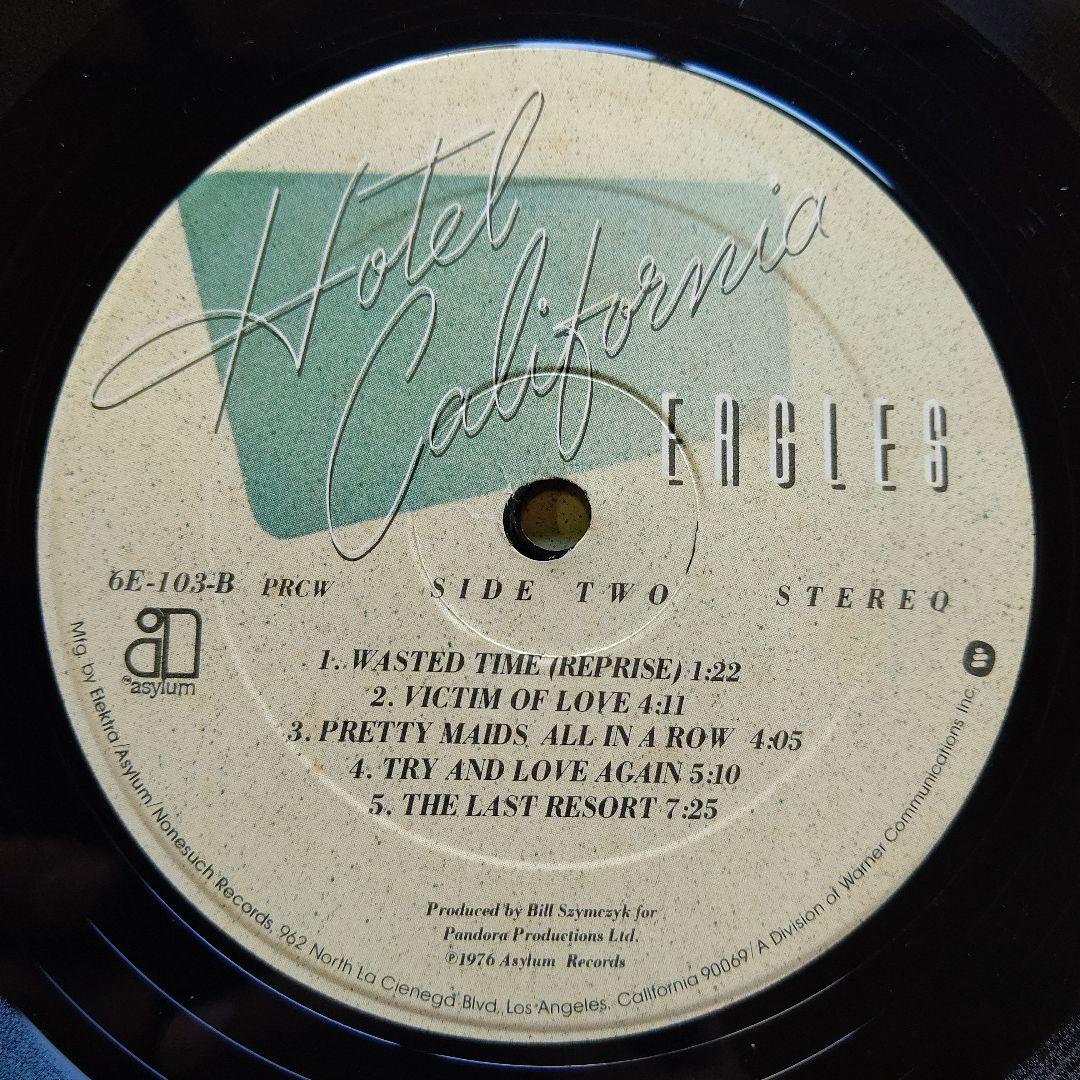 Hotel
California
EAGLES
6E-103-B PRCW SIDE TWO STEREO
asylum
1. WASTED TIME (REPRISE) 1:22
2. VICTIM OF LOVE 4:11
3. PRETTY MAIDS ALL IN A ROW 4:05
4. TRY AND LOVE AGAIN 5:10
5. THE LAST RESORT 7:25
Produced by Bill Szymczyk for
Pandora Productions Ltd.
℗1976 Asylum Records
Mfg. by Elektra/Asylum/Nonesuch Records, 962 North La Cienega Blvd., Los Angeles, California 90069/A Division of Warner Communications Inc.